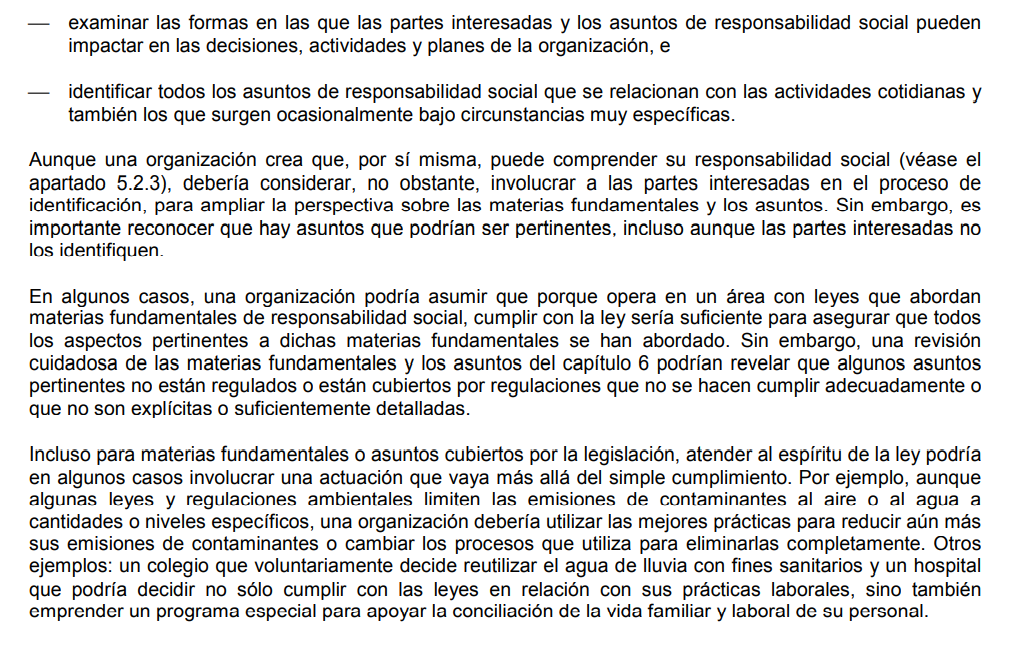 — examinar las formas en las que las partes interesadas y los asuntos de responsabilidad social pueden
impactar en las decisiones, actividades y planes de la organización, e
— identificar todos los asuntos de responsabilidad social que se relacionan con las actividades cotidianas y
también los que surgen ocasionalmente bajo circunstancias muy específicas.
Aunque una organización crea que, por sí misma, puede comprender su responsabilidad social (véase el
apartado 5.2.3), debería considerar, no obstante, involucrar a las partes interesadas en el proceso de
identificación, para ampliar la perspectiva sobre las materias fundamentales y los asuntos. Sin embargo, es
importante reconocer que hay asuntos que podrían ser pertinentes, incluso aunque las partes interesadas no
los identifiquen.
En algunos casos, una organización podría asumir que porque opera en un área con leyes que abordan
materias fundamentales de responsabilidad social, cumplir con la ley sería suficiente para asegurar que todos
los aspectos pertinentes a dichas materias fundamentales se han abordado. Sin embargo, una revisión
cuidadosa de las materias fundamentales y los asuntos del capítulo 6 podrían revelar que algunos asuntos
pertinentes no están regulados o están cubiertos por regulaciones que no se hacen cumplir adecuadamente o
que no son explícitas o suficientemente detalladas.
Incluso para materias fundamentales o asuntos cubiertos por la legislación, atender al espíritu de la ley podría
en algunos casos involucrar una actuación que vaya más allá del simple cumplimiento. Por ejemplo, aunque
algunas leyes y regulaciones ambientales limiten las emisiones de contaminantes al aire o al agua a
cantidades o niveles específicos, una organización debería utilizar las mejores prácticas para reducir aún más
sus emisiones de contaminantes o cambiar los procesos que utiliza para eliminarlas completamente. Otros
ejemplos: un colegio que voluntariamente decide reutilizar el agua de lluvia con fines sanitarios y un hospital
que podría decidir no sólo cumplir con las leyes en relación con sus prácticas laborales, sino también
emprender un programa especial para apoyar la conciliación de la vida familiar y laboral de su personal.